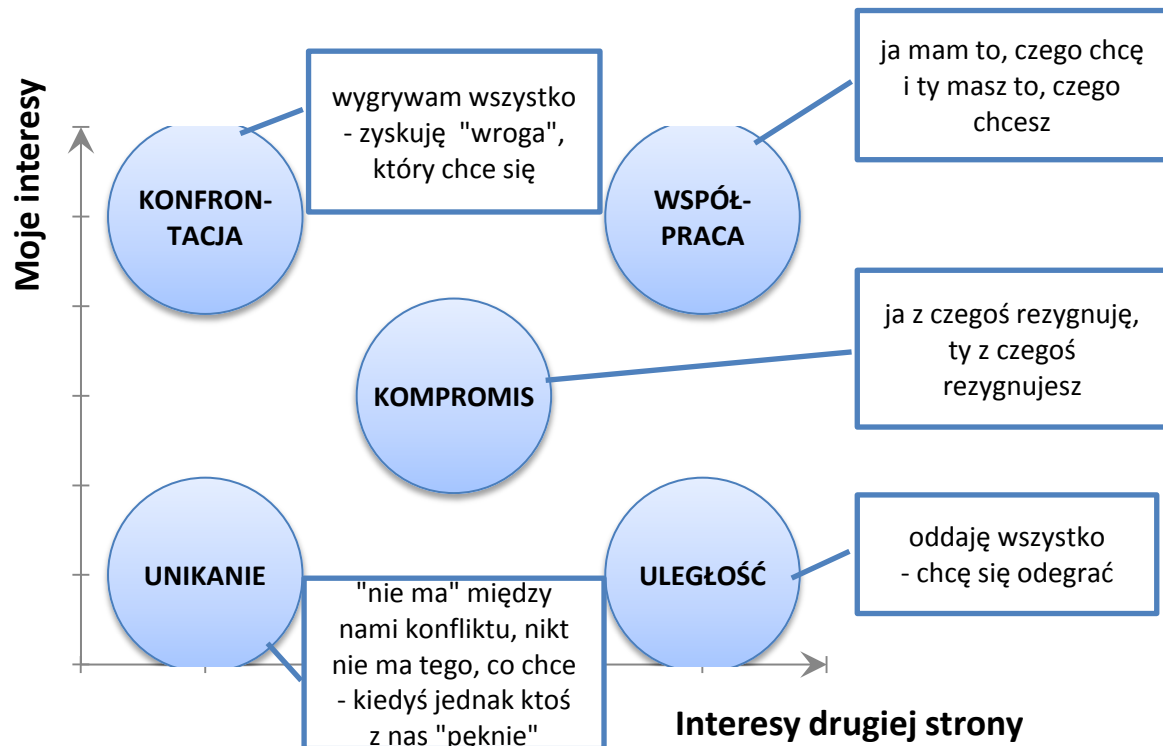 Moje interesy
KONFRON-
TACJA
wygrywam wszystko
- zyskuję "wroga",
który chce się
WSPÓŁ-
PRACA
ja mam to, czego chcę
i ty masz to, czego
chcesz
KOMPROMIS
ja z czegoś rezygnuję,
ty z czegoś
rezygnujesz
UNIKANIE
"nie ma" między
nami konfliktu, nikt
nie ma tego, co chce
- kiedyś jednak ktoś
z nas "pęknie"
ULEGŁOŚĆ
oddaję wszystko
- chcę się odegrać
Interesy drugiej strony